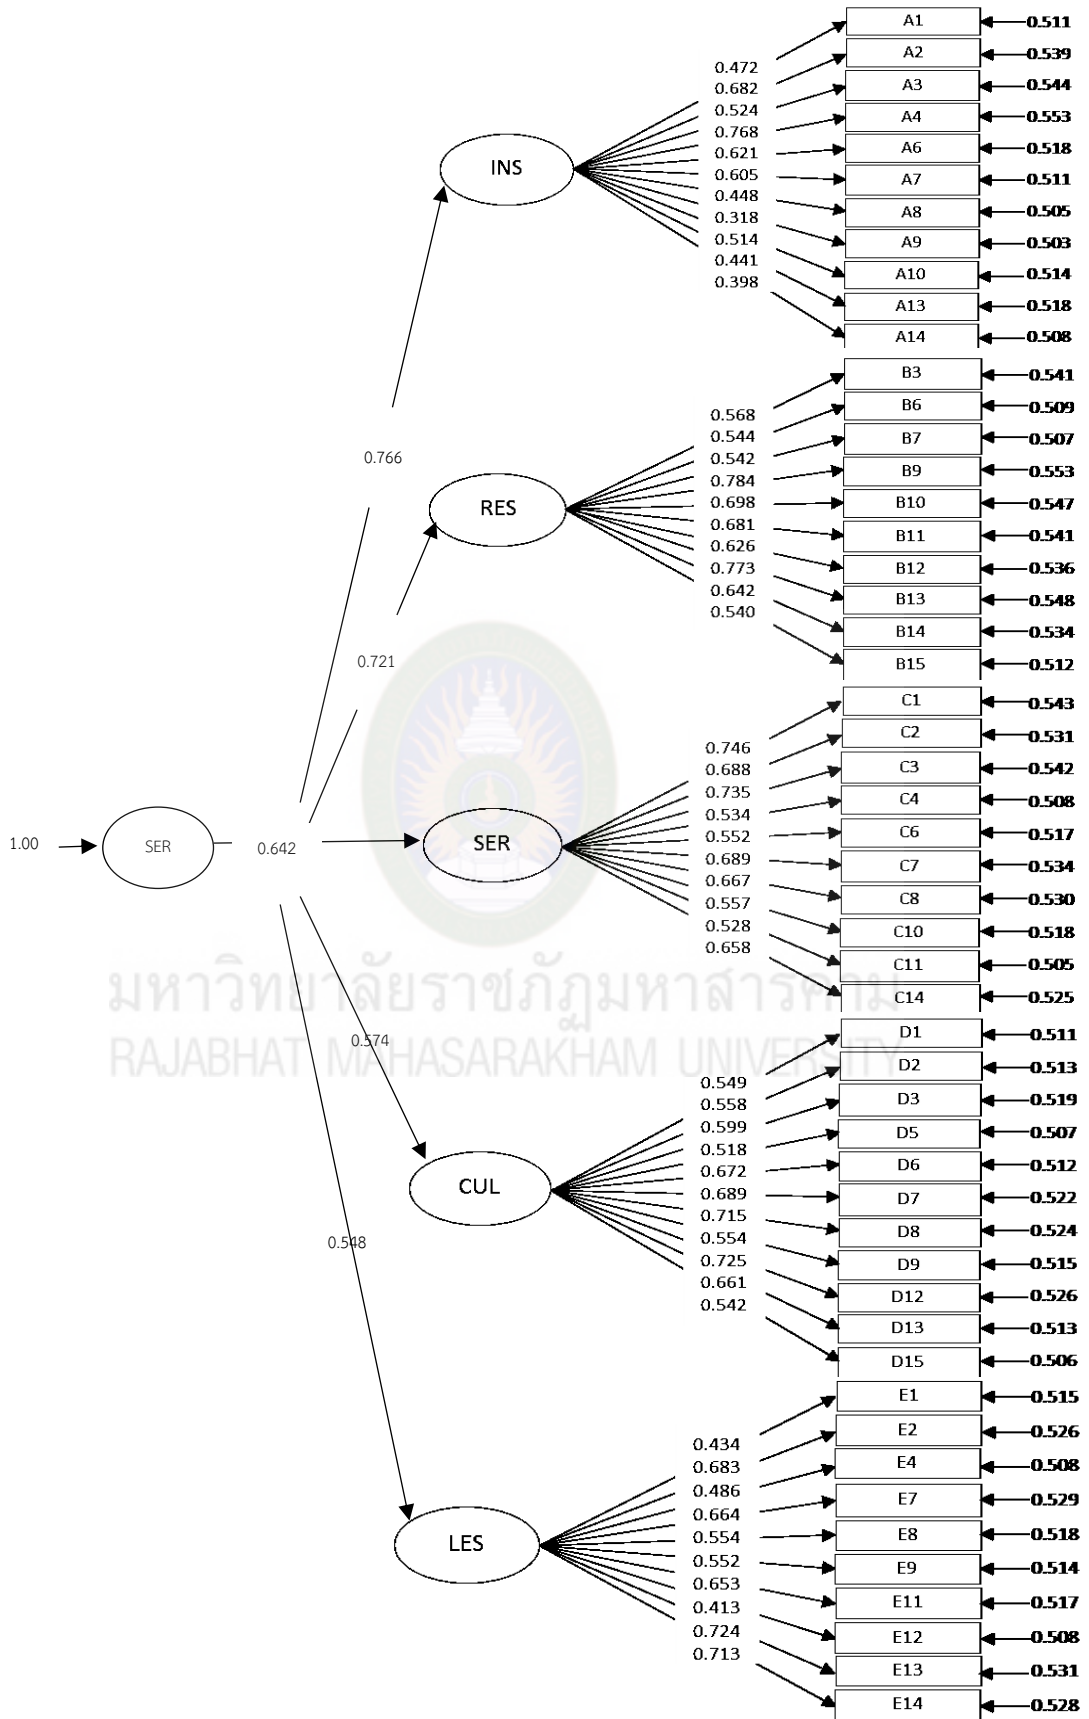 A1 0.511
A2 0.539
0.472
A3 0.544
0.682
0.524
A4 0.553
0.768
A6 0.518
0.621
INS
0.605
A7 0.511
0.448
A8 0.505
0.318
0.514
A9 0.503
0.441
A10 0.514
0.398
A13 0.518
A14 0.508
B3 0.541
B6 0.509
0.568
B7 0.507
0.544
0.542
0.766
B9 0.553
0.784
B10 0.547
0.698
RES
0.681
B11 0.541
0.626
B12 0.536
0.773
0.642
B13 0.548
0.540
B14 0.534
0.721
B15 0.512
C1 0.543
C2 0.531
0.746
C3 0.542
0.688
0.735
C4 0.508
0.534
C6 0.517
0.552
1.00 SER 0.642 SER
0.689
C7 0.534
0.667
C8 0.530
0.557
0.528
C10 0.518
0.658
C11 0.505
มหาวิทยาลัยราชภัฏมหาสารคาม
C14 0.525
D1 0.511
0.574
RAJABHAT MAHASARAKHAM UNIVERSITY
D2 0.513
0.549
D3 0.519
0.558
0.599
D5 0.507
0.518
D6 0.512
0.672
CUL
0.689
D7 0.522
0.715
D8 0.524
0.554
0.548
0.725
D9 0.515
0.661
D12 0.526
0.542
D13 0.513
D15 0.506
E1 0.515
E2 0.526
0.434
E4 0.508
0.683
0.486
E7 0.529
0.664
E8 0.518
0.554
LES
0.552
E9 0.514
0.653
E11 0.517
0.413
0.724
E12 0.508
0.713
E13 0.531
E14 0.528